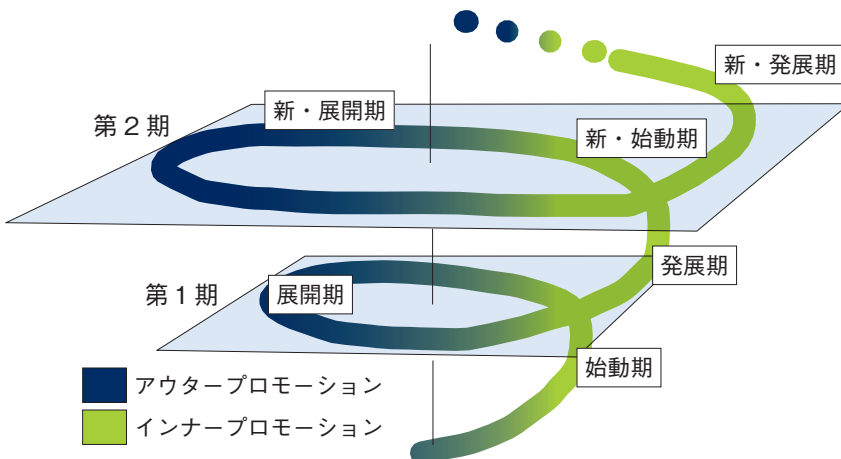 新・発展期
新・展開期
第２期
新・始動期
発展期
第１期
展開期
始動期
アウタープロモーション
インナープロモーション